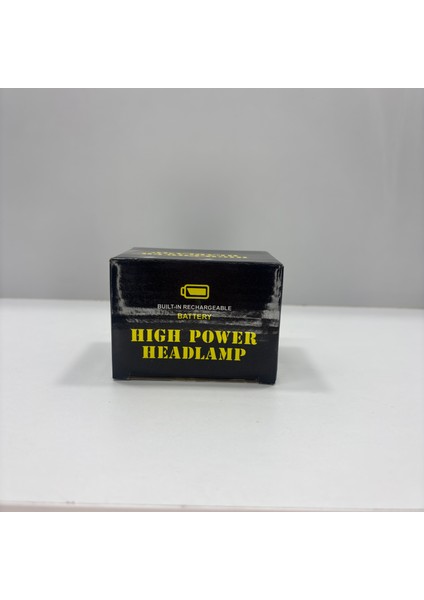 BUILT-IN RECHARGEABLE
BATTERY
HIGH POWER
HEADLAMP